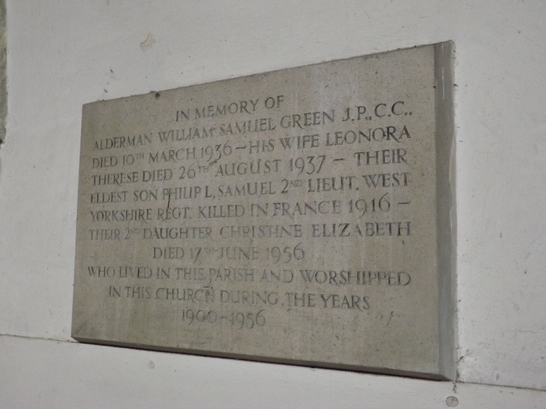 IN MEMORY OF
ALDERMAN WILLIAM SAMUEL GREEN J.P., C.C.,
DIED 10TH MARCH 1936 – HIS WIFE LEONORA
THERESE DIED 26TH AUGUST 1937 – THEIR
ELDEST SON PHILIP L. SAMUEL 2ND LIEUT. WEST
YORKSHIRE REGT. KILLED IN FRANCE 1916 –
THEIR 2ND DAUGHTER CHRISTINE ELIZABETH
DIED 17TH JUNE 1956
WHO LIVED IN THIS PARISH AND WORSHIPPED
IN THIS CHURCH DURING THE YEARS
1900–1956